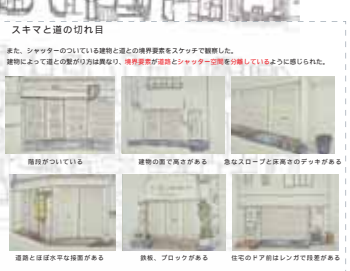 スキマと道の切れ目
また、シャッターのついている建物と道との境界要素をスケッチで観察した。
建物によって道との繋がり方は異なり、境界要素が道路とシャッター空間を分離しているように感じられた。
階段がついている
建物の面で高さがある
急なスロープと床高さのデッキがある
道路とほぼ水平な接面がある
鉄板、ブロックがある
住宅のドア前はレンガで段差がある